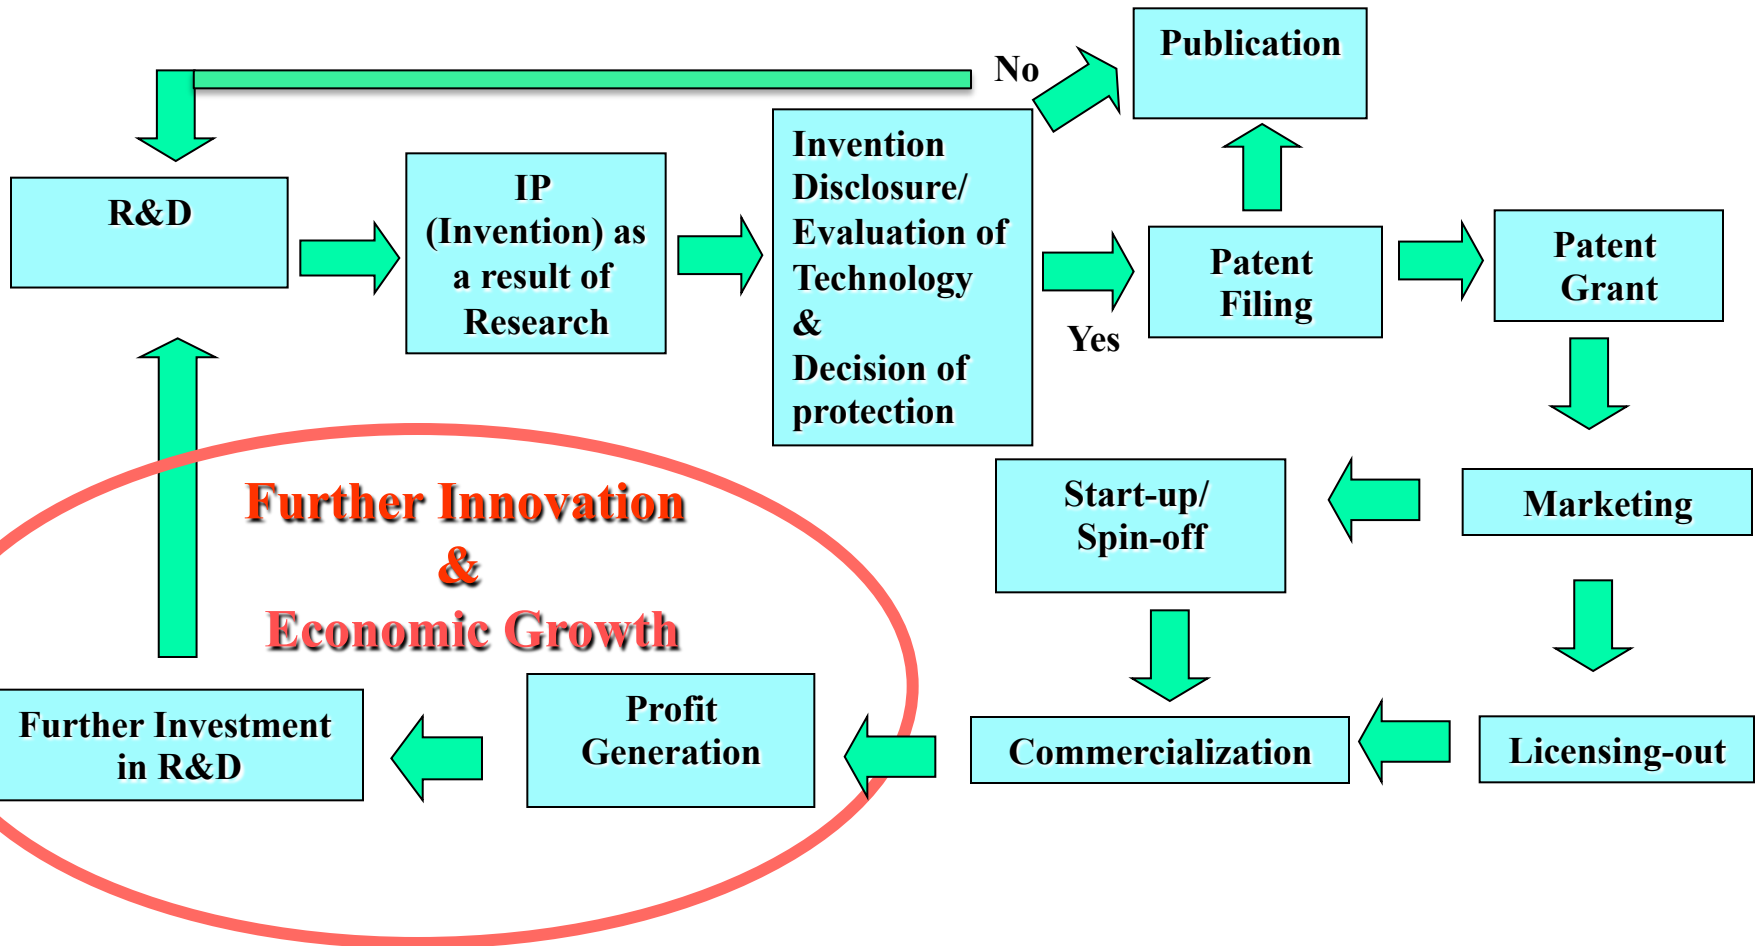 Publication
No
R&D
IP
(Invention) as
a result of
Research
Invention
Disclosure/
Evaluation of
Technology
&
Decision of
protection
Yes
Patent
Filing
Patent
Grant
Marketing
Start-up/
Spin-off
Further Innovation
&
Economic Growth
Further Investment
in R&D
Profit
Generation
Commercialization
Licensing-out